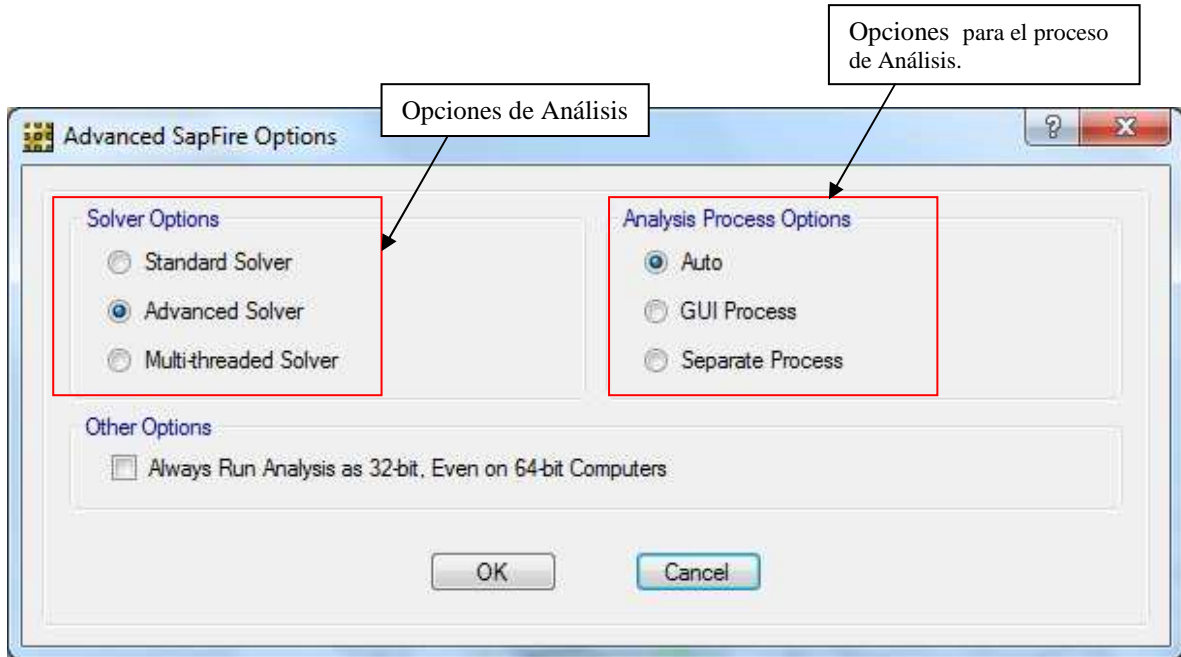 Opciones para el proceso
de Análisis.
Opciones de Análisis
Advanced SapFire Options
Solver Options
Standard Solver
Advanced Solver
Multi-threaded Solver
Analysis Process Options
Auto
GUI Process
Separate Process
Other Options
Always Run Analysis as 32-bit, Even on 64-bit Computers
OK
Cancel